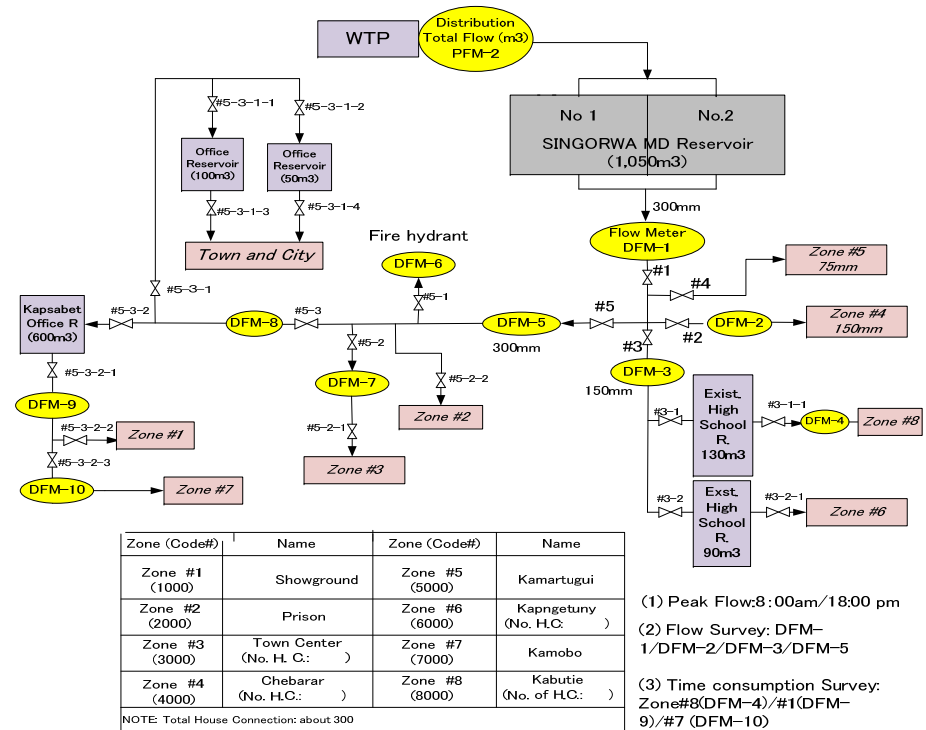 WTP
Distribution
Total Flow (m3)
PFM-2
No 1
No.2
SINGORWA MD Reservoir
(1,050m3)
300mm
Flow Meter
DFM-1
#1
#4
Zone #5
75mm
#5-3-1-1
#5-3-1-2
Office
Reservoir
(100m3)
Office
Reservoir
(50m3)
#5-3-1-3
#5-3-1-4
Town and City
Fire hydrant
DFM-6
#5-1
#5-3-1
Kapsabet
Office R
(600m3)
#5-3-2
DFM-8
#5-3
DFM-5
300mm
#5
#2
DFM-2
Zone #4
150mm
#3
DFM-3
150mm
#5-2
DFM-7
#5-2-2
Zone #2
#5-2-1
Zone #3
#5-3-2-1
DFM-9
#5-3-2-2
Zone #1
#5-3-2-3
DFM-10
Zone #7
#3-1
Exist.
High
School
R.
130m3
#3-1-1
DFM-4
Zone #8
#3-2
Exst.
High
School
R.
90m3
#3-2-1
Zone #6
Zone (Code#) Name Zone (Code#) Name
Zone #1
(1000)
Showground
Zone #5
(5000)
Kamartugui
Zone #2
(2000)
Prison
Zone #6
(6000)
Kapngetuny
(No. H.C: )
Zone #3
(3000)
Town Center
(No. H. C.: )
Zone #7
(7000)
Kamobo
Zone #4
(4000)
Chebarar
(No. H.C.: )
Zone #8
(8000)
Kabutie
(No. of H.C.: )
NOTE: Total House Connection: about 300
(1) Peak Flow:8:00am/18:00 pm
(2) Flow Survey: DFM-
1/DFM-2/DFM-3/DFM-5
(3) Time consumption Survey:
Zone#8(DFM-4)/#1(DFM-
9)/#7 (DFM-10)